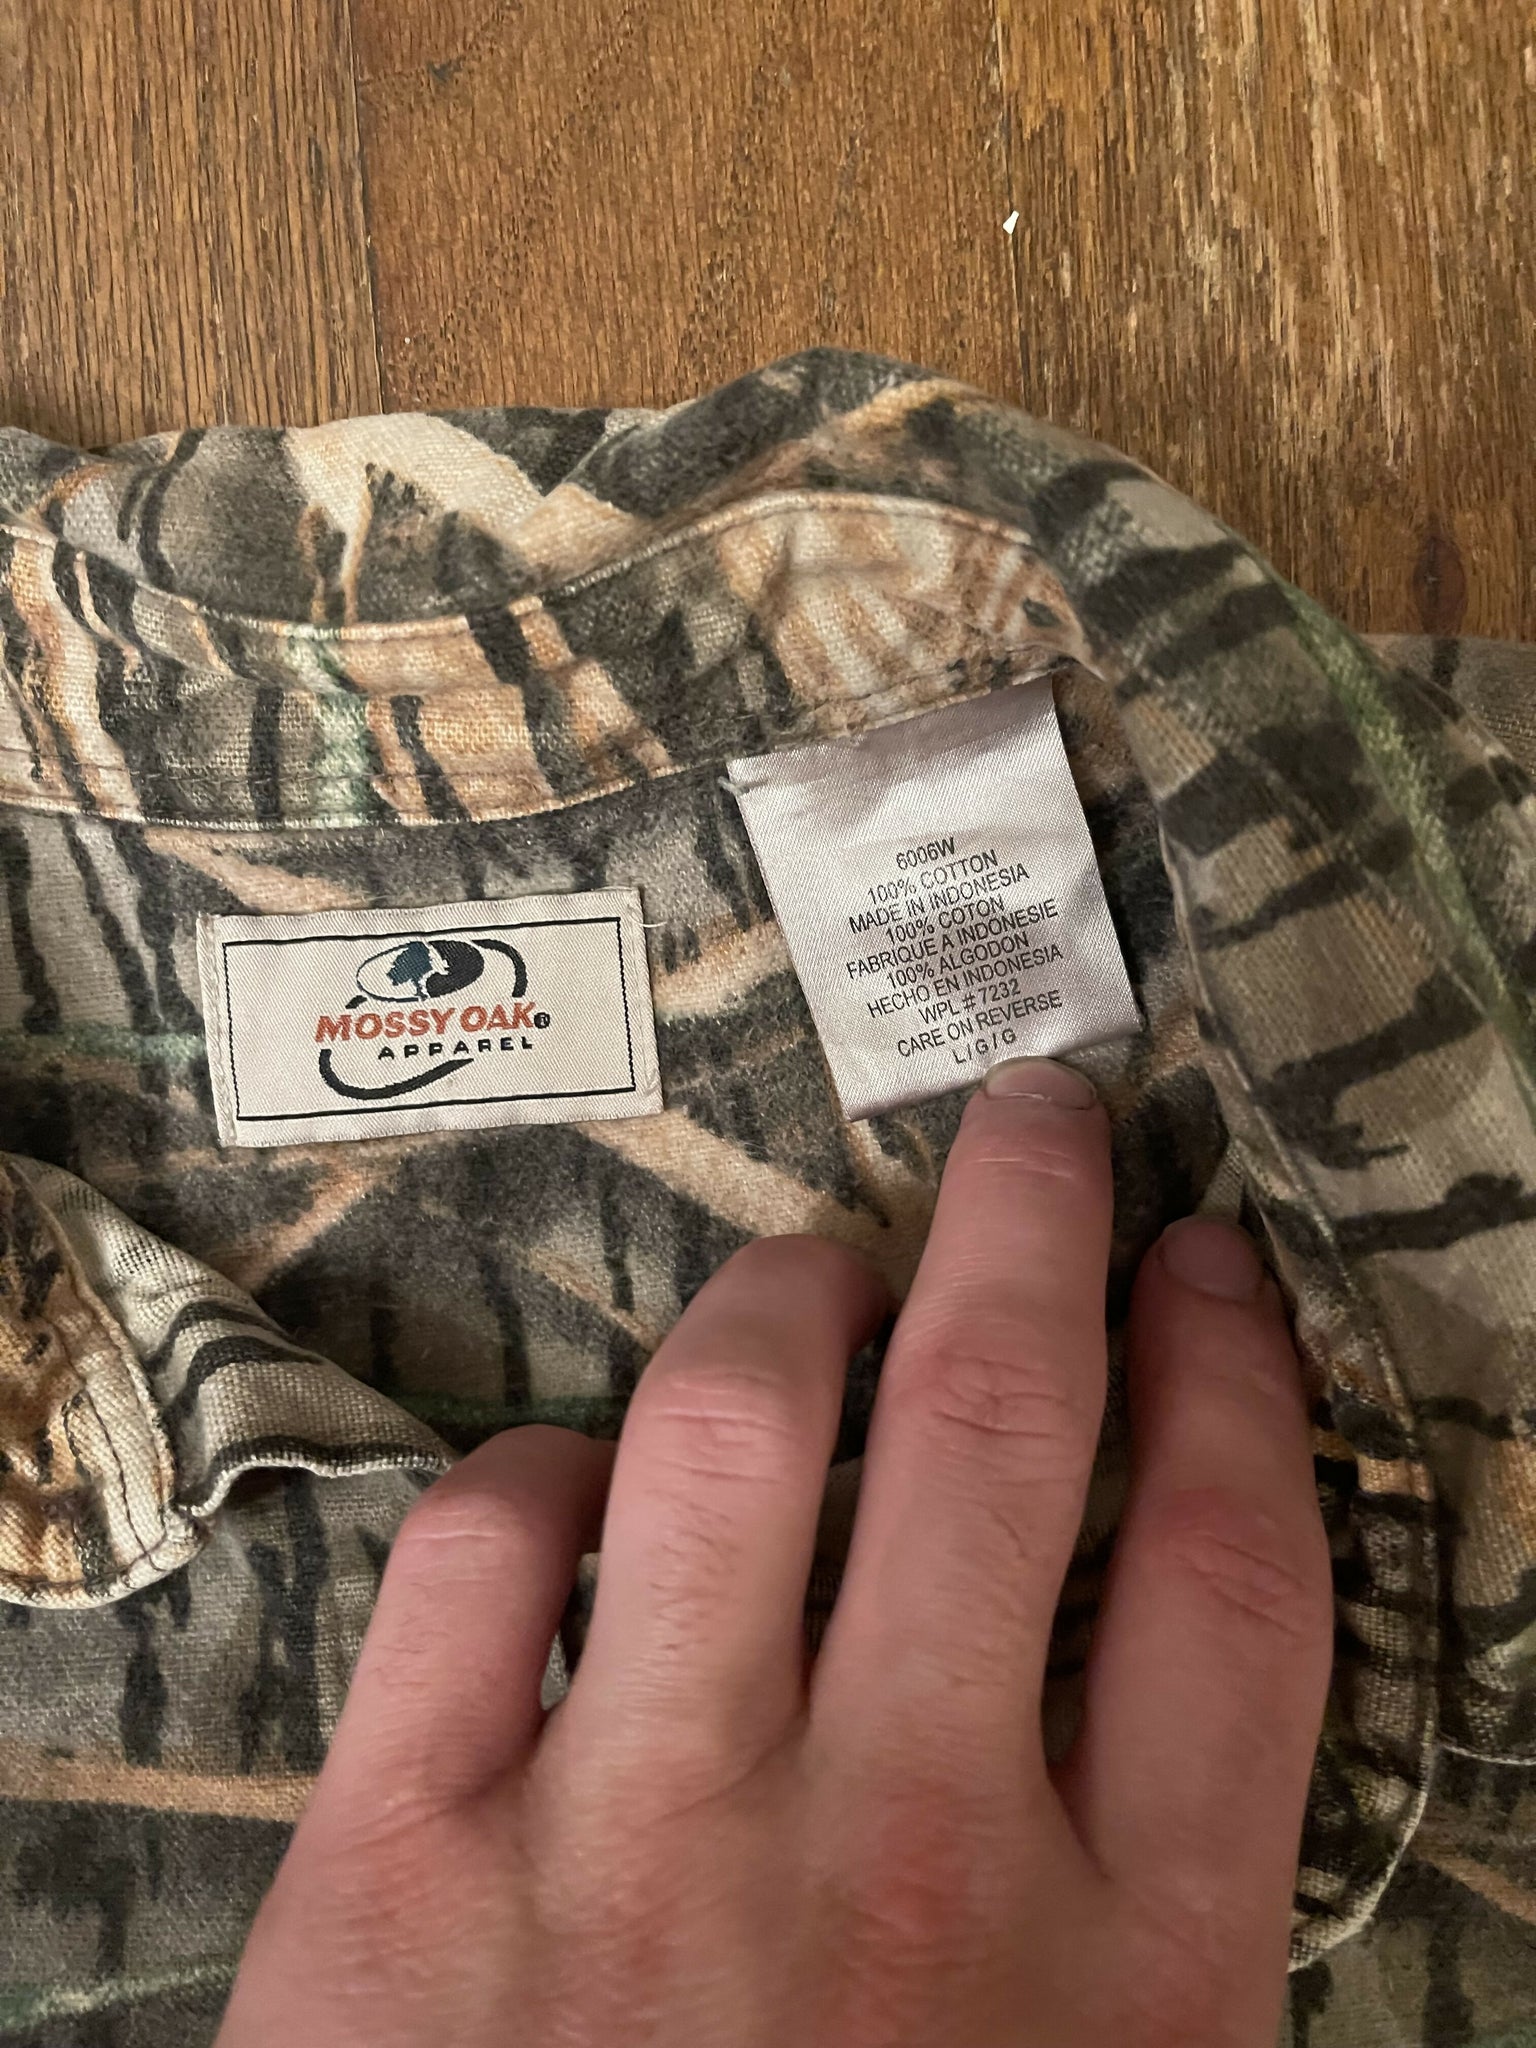 MOSSY OAK
APPAREL
6006W
100% COTTON
MADE IN INDONESIA
100% COTON
FABRIQUE A INDONESIE
100% ALGODON
HECHO EN INDONESIA
WPL # 7232
CARE ON REVERSE
L / G / G